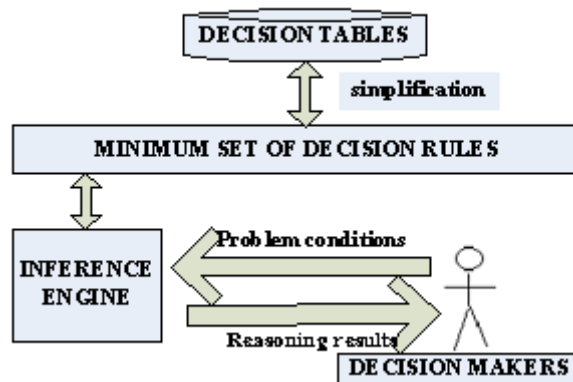 DECISION TABLES
simplification
MINIMUM SET OF DECISION RULES
Problem conditions
INFERENCE
ENGINE
Reasoning results
DECISION MAKERS